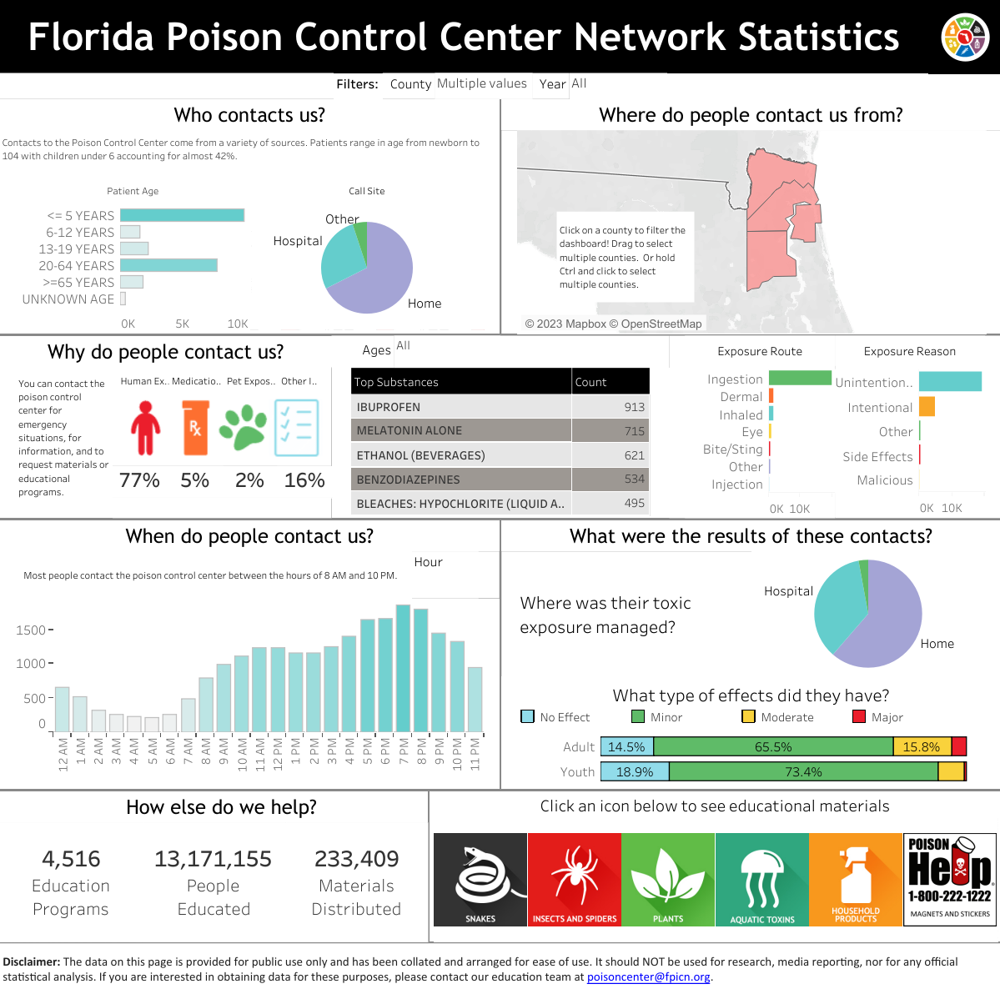 Florida Poison Control Center Network Statistics
Filters: County Multiple values Year All
Who contacts us?
Contacts to the Poison Control Center come from a variety of sources. Patients range in age from newborn to
104 with children under 6 accounting for almost 42%.
Patient Age
<= 5 YEARS
6-12 YEARS
13-19 YEARS
20-64 YEARS
>=65 YEARS
UNKNOWN AGE
0K 5K 10K
Call Site
Other
Hospital
Home
Where do people contact us from?
Click on a county to filter the
dashboard! Drag to select
multiple counties. Or hold
Ctrl and click to select
multiple counties.
© 2023 Mapbox © OpenStreetMap
Why do people contact us?
You can contact the
poison control
center for
emergency
situations, for
information, and to
request materials or
educational
programs.
Human Ex.. Medicatio.. Pet Expos.. Other I..
Rx
77% 5% 2% 16%
Ages All
Top Substances Count
IBUPROFEN 913
MELATONIN ALONE 715
ETHANOL (BEVERAGES) 621
BENZODIAZEPINES 534
BLEACHES: HYPOCHLORITE (LIQUID A.. 495
Exposure Route
Ingestion
Dermal
Inhaled
Eye
Bite/Sting
Other
Injection
0K 10K
Exposure Reason
Unintention..
Intentional
Other
Side Effects
Malicious
0K 10K
When do people contact us?
Hour
Most people contact the poison control center between the hours of 8 AM and 10 PM.
1500
1000
500
0
12 AM 1 AM 2 AM 3 AM 4 AM 5 AM 6 AM 7 AM 8 AM 9 AM 10 AM 11 AM 12 PM 1 PM 2 PM 3 PM 4 PM 5 PM 6 PM 7 PM 8 PM 9 PM 10 PM 11 PM
What were the results of these contacts?
Where was their toxic
exposure managed?
Hospital
Home
What type of effects did they have?
No Effect Minor Moderate Major
Adult 14.5% 65.5% 15.8%
Youth 18.9% 73.4%
How else do we help?
4,516 13,171,155 233,409
Education People Materials
Programs Educated Distributed
Click an icon below to see educational materials
SNAKES
INSECTS AND SPIDERS
PLANTS
AQUATIC TOXINS
HOUSEHOLD
PRODUCTS
POISON
Help®
1-800-222-1222
MAGNETS AND STICKERS
Disclaimer: The data on this page is provided for public use only and has been collated and arranged for ease of use. It should NOT be used for research, media reporting, nor for any official
statistical analysis. If you are interested in obtaining data for these purposes, please contact our education team at poisoncenter@fpicn.org.